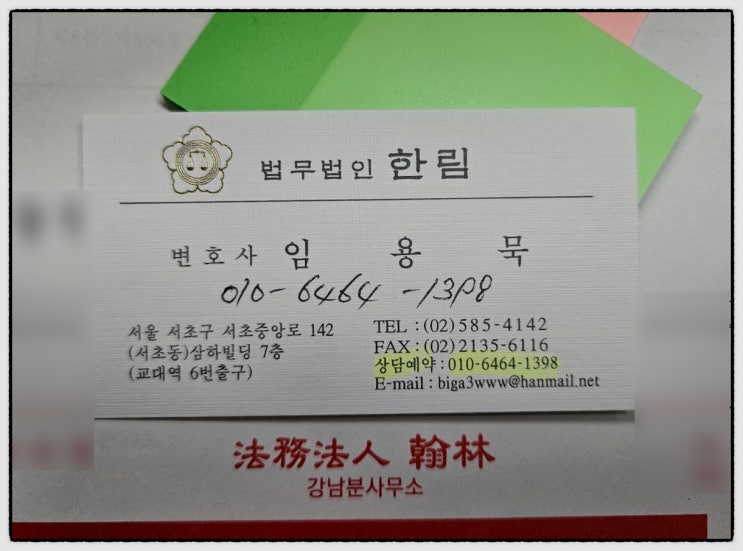 법무법인 한림
변호사 임 용 묵
010-6464-1398
서울 서초구 서초중앙로 142
(서초동)삼하빌딩 7층
(교대역 6번출구)
TEL : (02)585-4142
FAX : (02)2135-6116
상담예약 : 010-6464-1398
E-mail : biga3www@hanmail.net
法務法人 翰林
강남분사무소